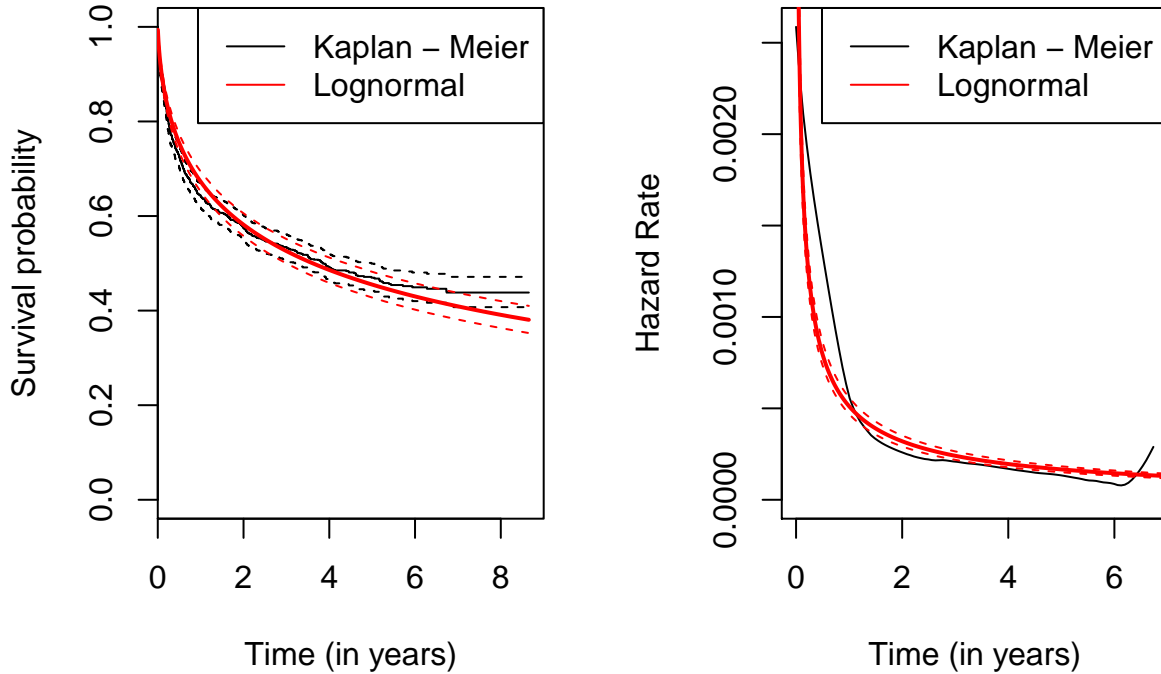 Kaplan − Meier
Lognormal
Survival probability
0.0
0.2
0.4
0.6
0.8
1.0
0
2
4
6
8
Time (in years)
Kaplan − Meier
Lognormal
Hazard Rate
0.0000
0.0010
0.0020
0
2
4
6
Time (in years)